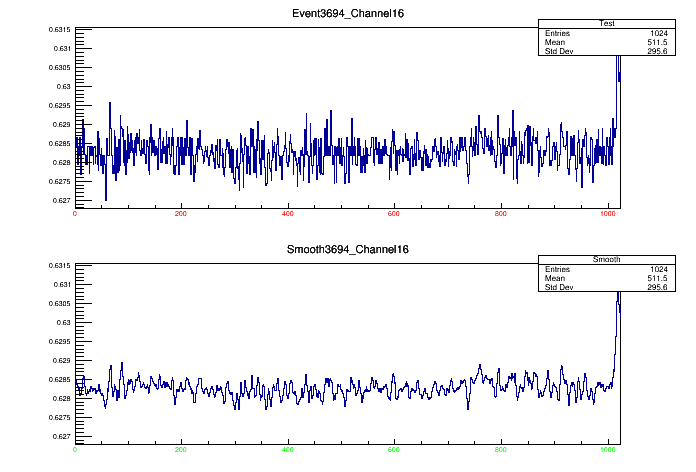 Event3694_Channel16
Test
Entries 1024
Mean 511.5
Std Dev 295.6
0.6315
0.631
0.6305
0.63
0.6295
0.629
0.6285
0.628
0.6275
0.627
0 200 400 600 800 1000
Smooth3694_Channel16
Smooth
Entries 1024
Mean 511.5
Std Dev 295.6
0.6315
0.631
0.6305
0.63
0.6295
0.629
0.6285
0.628
0.6275
0.627
0 200 400 600 800 1000